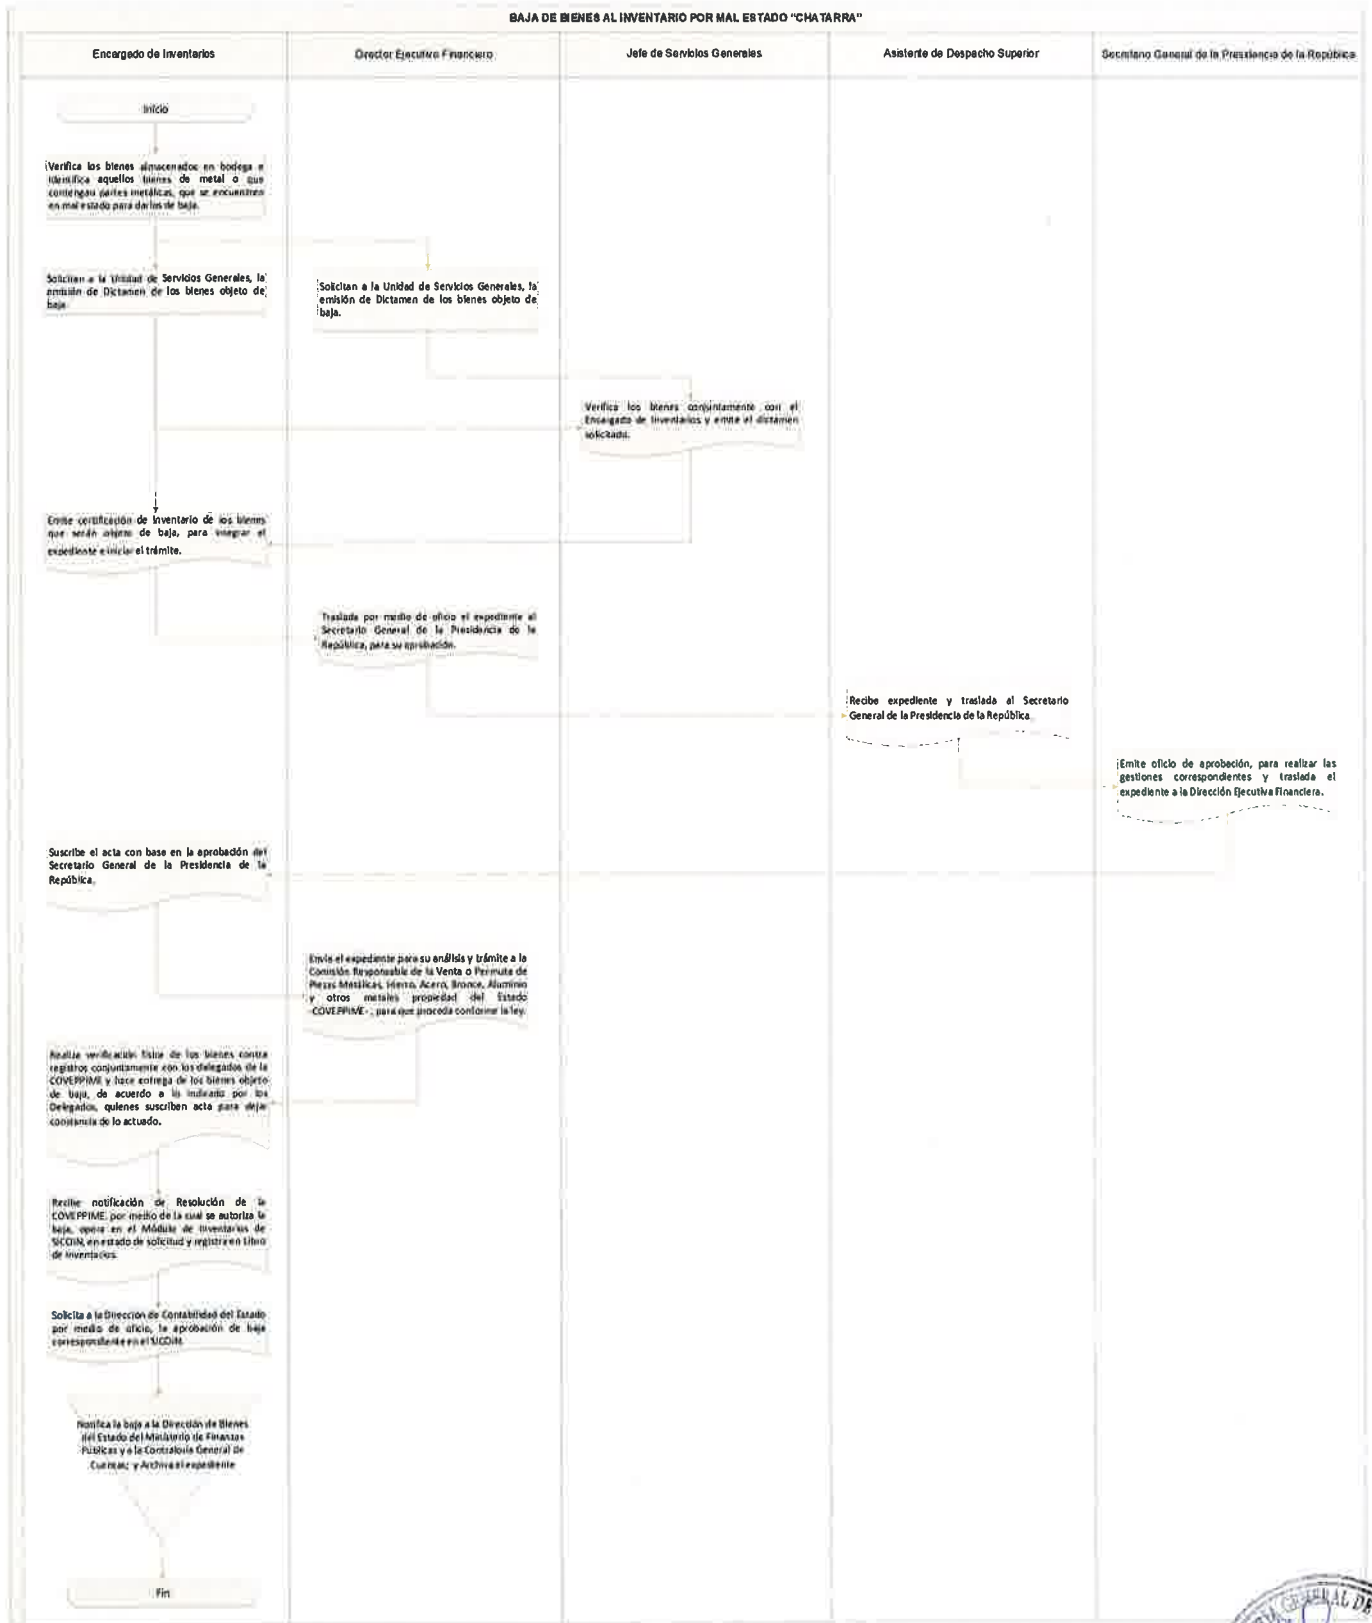 BAJA DE BIENES AL INVENTARIO POR MAL ESTADO "CHATARRA"
Encargado de Inventarios
Director Ejecutivo Financiero
Jefe de Servicios Generales
Asistente de Despacho Superior
Secretario General de la Presidencia de la República
Inicio
Verifica los bienes almacenados en bodega e
identifica aquellos bienes de metal o que
contengan partes metálicas, que se encuentren
en mal estado para darlos de baja.
Solicitan a la Unidad de Servicios Generales, la
emisión de Dictamen de los bienes objeto de
baja.
Solicitan a la Unidad de Servicios Generales, la
emisión de Dictamen de los bienes objeto de
baja.
Verifica los bienes conjuntamente con el
Encargado de Inventarios y emite el dictamen
solicitado.
Emite certificación de Inventario de los bienes
que serán objeto de baja, para integrar el
expediente e iniciar el trámite.
Traslada por medio de oficio el expediente al
Secretario General de la Presidencia de la
República, para su aprobación.
Recibe expediente y traslada al Secretario
General de la Presidencia de la República.
Emite oficio de aprobación, para realizar las
gestiones correspondientes y traslada el
expediente a la Dirección Ejecutiva Financiera.
Suscribe el acta con base en la aprobación del
Secretario General de la Presidencia de la
República.
Envía el expediente para su análisis y trámite a la
Comisión Responsable de la Venta o Permuta de
Piezas Metálicas, Hierro, Acero, Bronce, Aluminio
y otros metales propiedad del Estado
-COVEPPIME-, para que proceda conforme la ley.
Realiza verificación física de los bienes contra
registros conjuntamente con los delegados de la
COVEPPIME y hace entrega de los bienes objeto
de baja, de acuerdo a lo indicado por los
Delegados, quienes suscriben acta para dejar
constancia de lo actuado.
Recibe notificación de Resolución de la
COVEPPIME, por medio de la cual se autoriza la
baja, opera en el Módulo de Inventarios de
SICOIN, en estado de solicitud y registra en Libro
de Inventarios.
Solicita a la Dirección de Contabilidad del Estado
por medio de oficio, la aprobación de baja
correspondiente en el SICOIN.
Notifica la baja a la Dirección de Bienes
del Estado del Ministerio de Finanzas
Públicas y a la Contraloría General de
Cuentas; y Archiva el expediente
Fin
GENERAL DE